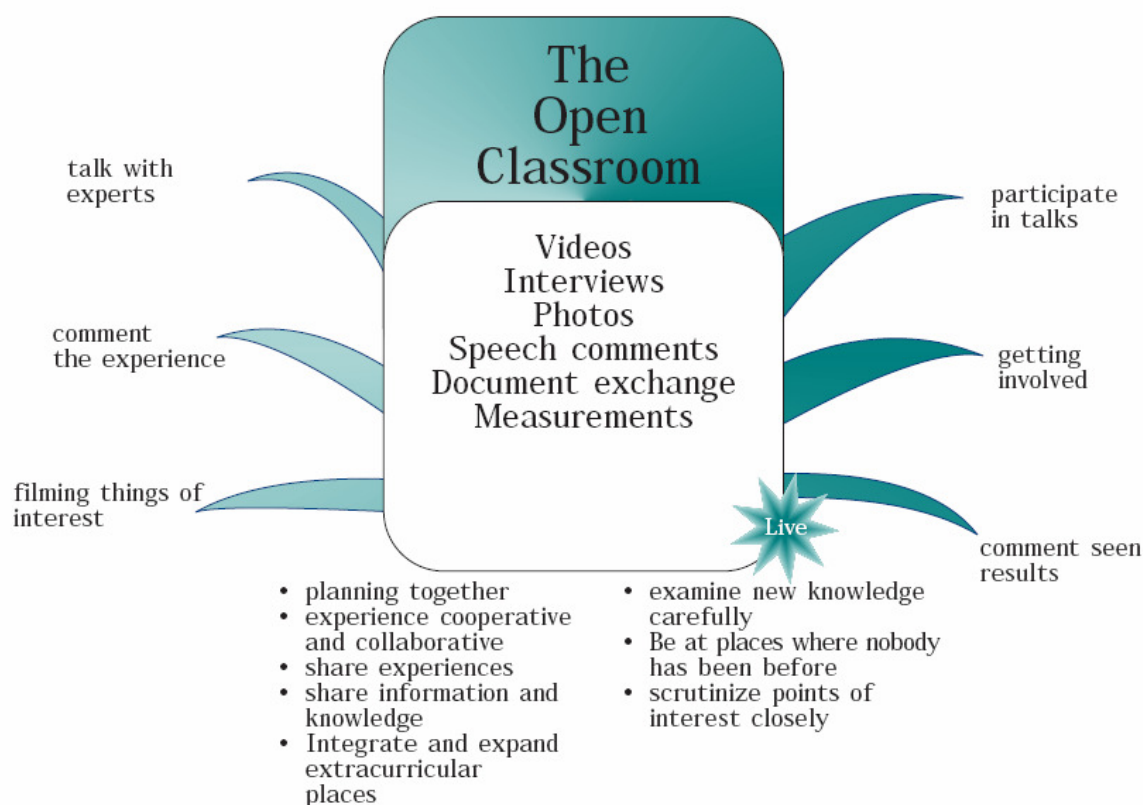 The
Open
Classroom
talk with
experts
comment
the experience
filming things of
interest
Videos
Interviews
Photos
Speech comments
Document exchange
Measurements
participate
in talks
getting
involved
Live
comment seen
results
• planning together
• experience cooperative
and collaborative
• share experiences
• share information and
knowledge
• Integrate and expand
extracurricular
places
• examine new knowledge
carefully
• Be at places where nobody
has been before
• scrutinize points of
interest closely